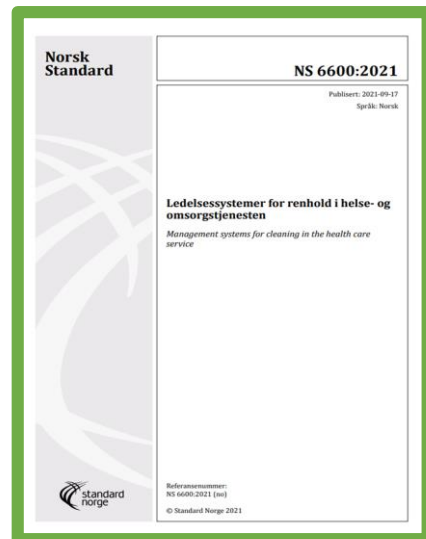 Norsk
Standard
NS 6600:2021
Publisert: 2021-09-17
Språk: Norsk
Ledelsessystemer for renhold i helse- og
omsorgstjenesten
Management systems for cleaning in the health care
service
standard
norge
Referansenummer:
NS 6600:2021 (no)
© Standard Norge 2021